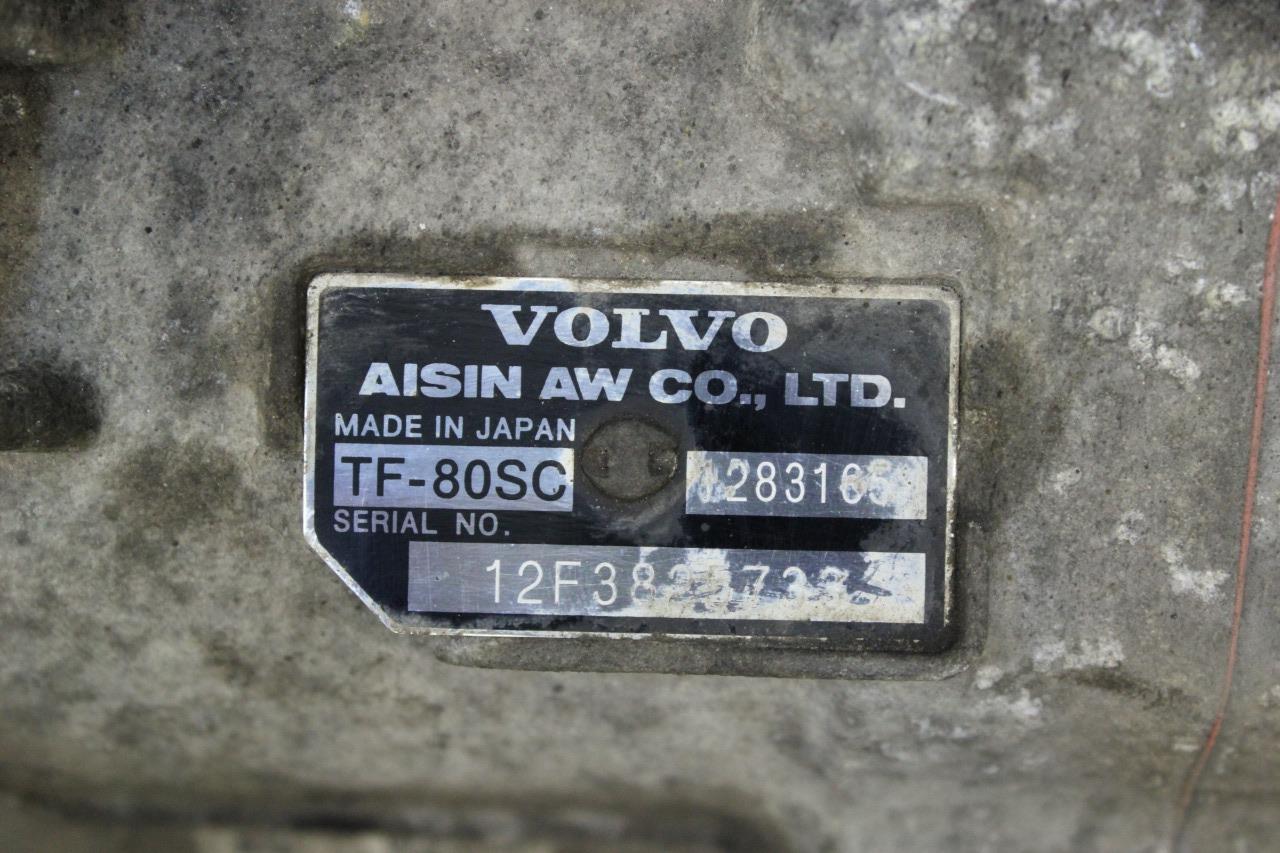 VOLVO
AISIN AW CO., LTD.
MADE IN JAPAN
TF-80SC
SERIAL NO.